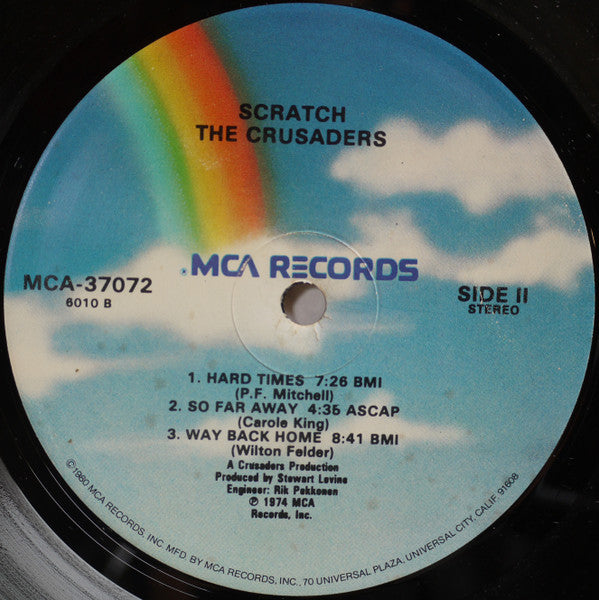 SCRATCH
THE CRUSADERS
MCA RECORDS
MCA-37072
6010 B
SIDE II
STEREO
1. HARD TIMES 7:26 BMI
(P.F. Mitchell)
2. SO FAR AWAY 4:35 ASCAP
(Carole King)
3. WAY BACK HOME 8:41 BMI
(Wilton Felder)
A Crusaders Production
Produced by Stewart Levine
Engineer: Rik Pekkonen
℗ 1974 MCA
Records, Inc.
©1980 MCA RECORDS, INC. MFD. BY MCA RECORDS, INC., 70 UNIVERSAL PLAZA, UNIVERSAL CITY, CALIF. 91608